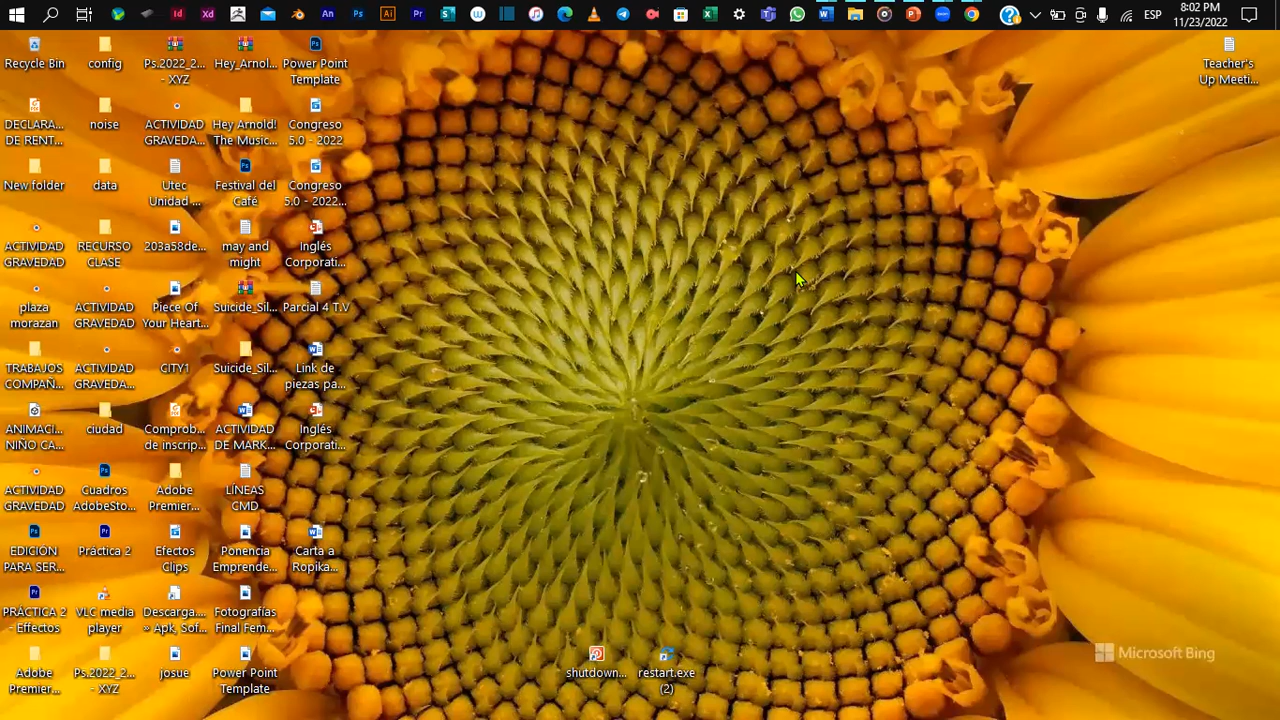 8:02 PM
ESP
11/23/2022
Recycle Bin
config
Ps.2022_2...
- XYZ
Hey_Arnol...
Power Point
Template
Teacher's
Up Meeti...
DECLARA...
DE RENT...
noise
ACTIVIDAD
GRAVEDA...
Hey Arnold!
The Music...
Congreso
5.0 - 2022
New folder
data
Utec
Unidad ...
Festival del
Café
Congreso
5.0 - 2022...
ACTIVIDAD
GRAVEDAD
RECURSO
CLASE
203a58de...
may and
might
Inglés
Corporati...
plaza
morazan
ACTIVIDAD
GRAVEDAD
Piece Of
Your Heart...
Suicide_Sil...
Parcial 4 T.V
TRABAJOS
COMPAÑ...
ACTIVIDAD
GRAVEDA...
CITY1
Suicide_Sil...
Link de
piezas pa...
ANIMACI...
NIÑO CA...
ciudad
Comprob...
de inscrip...
ACTIVIDAD
DE MARK...
Inglés
Corporati...
ACTIVIDAD
GRAVEDAD
Cuadros
AdobeSto...
Adobe
Premier...
LÍNEAS
CMD
EDICION
PARA SER...
Práctica 2
Efectos
Clips
Ponencia
Emprende...
Carta a
Ropika...
PRÁCTICA 2
- Efectos
VLC media
player
Descarga....
» Apk, Sof...
Fotografías
Final Fem...
Adobe
Premier...
Ps.2022_2...
- XYZ
josue
Power Point
Template
shutdown...
restart.exe
(2)
Microsoft Bing